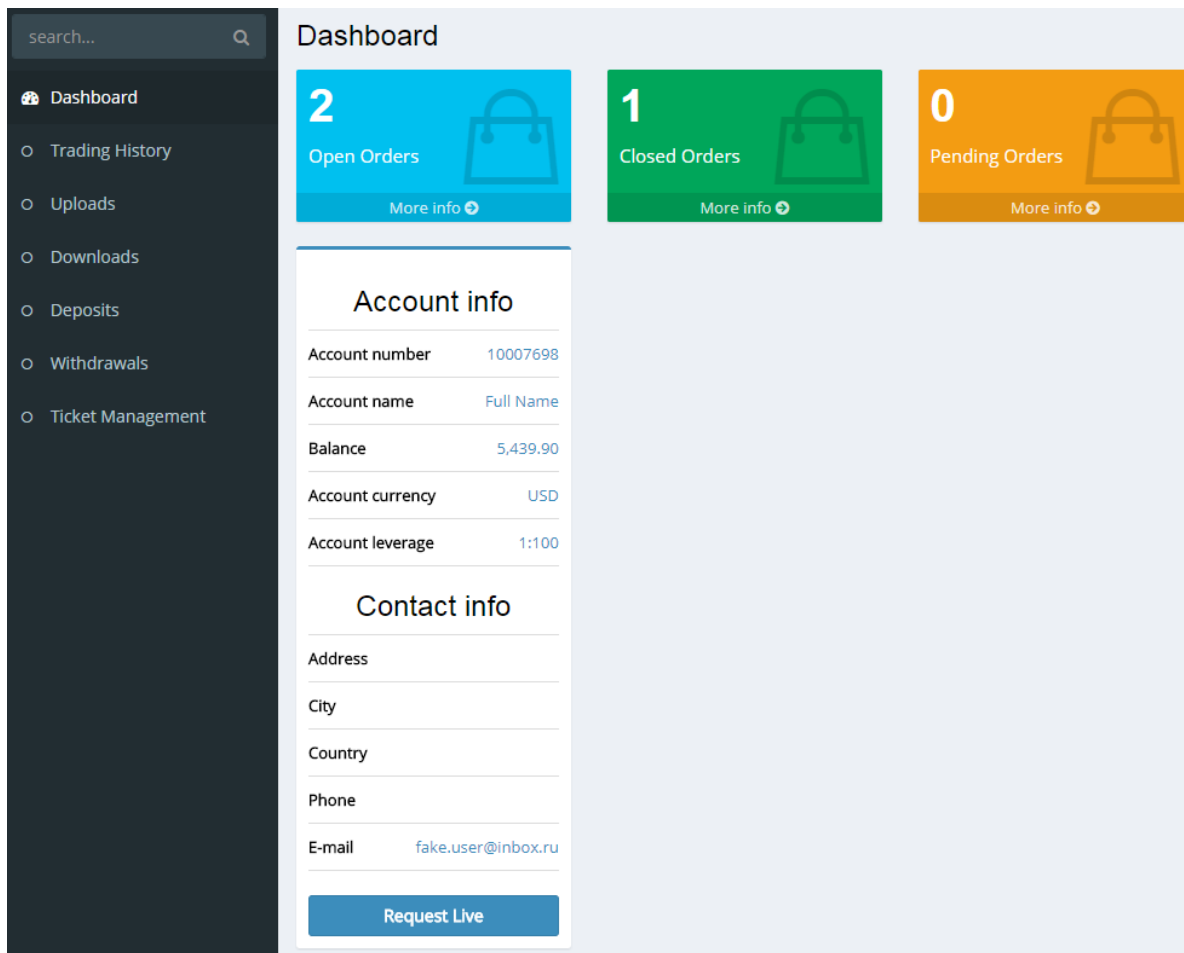 search...
Dashboard
Trading History
Uploads
Downloads
Deposits
Withdrawals
Ticket Management
Dashboard
2
Open Orders
More info
1
Closed Orders
More info
0
Pending Orders
More info
Account info
Account number 10007698
Account name Full Name
Balance 5,439.90
Account currency USD
Account leverage 1:100
Contact info
Address
City
Country
Phone
E-mail fake.user@inbox.ru
Request Live